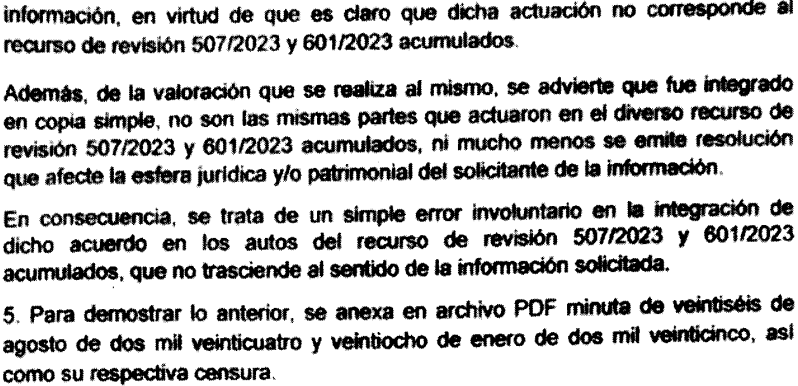 información, en virtud de que es claro que dicha actuación no corresponde al
recurso de revisión 507/2023 y 601/2023 acumulados.
Además, de la valoración que se realiza al mismo, se advierte que fue integrado
en copia simple, no son las mismas partes que actuaron en el diverso recurso de
revisión 507/2023 y 601/2023 acumulados, ni mucho menos se emite resolución
que afecte la esfera jurídica y/o patrimonial del solicitante de la información.
En consecuencia, se trata de un simple error involuntario en la integración de
dicho acuerdo en los autos del recurso de revisión 507/2023 y 601/2023
acumulados, que no trasciende al sentido de la información solicitada.
5. Para demostrar lo anterior, se anexa en archivo PDF minuta de veintiséis de
agosto de dos mil veinticuatro y veintiocho de enero de dos mil veinticinco, así
como su respectiva censura.